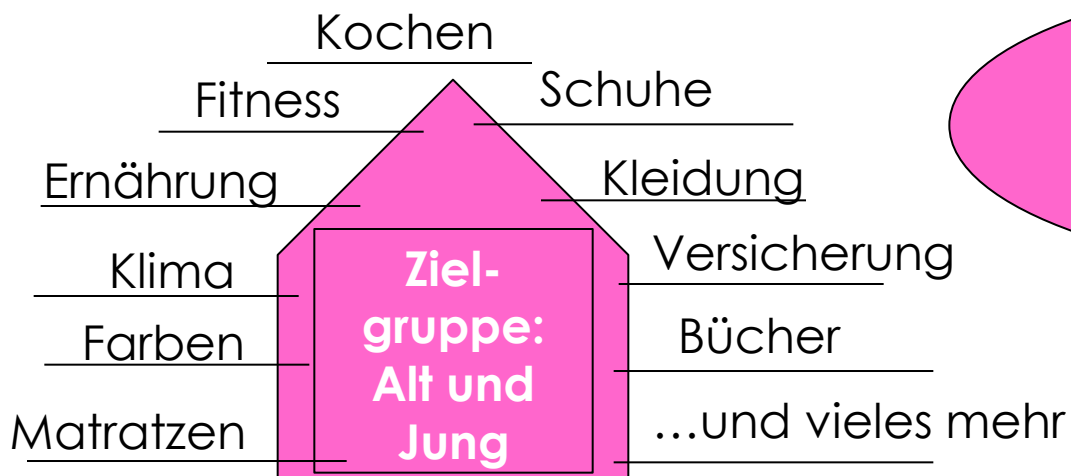 Kochen
Fitness
Schuhe
Ernährung
Kleidung
Klima
Versicherung
Farben
Bücher
Matratzen
…und vieles mehr
Ziel-
gruppe:
Alt und
Jung